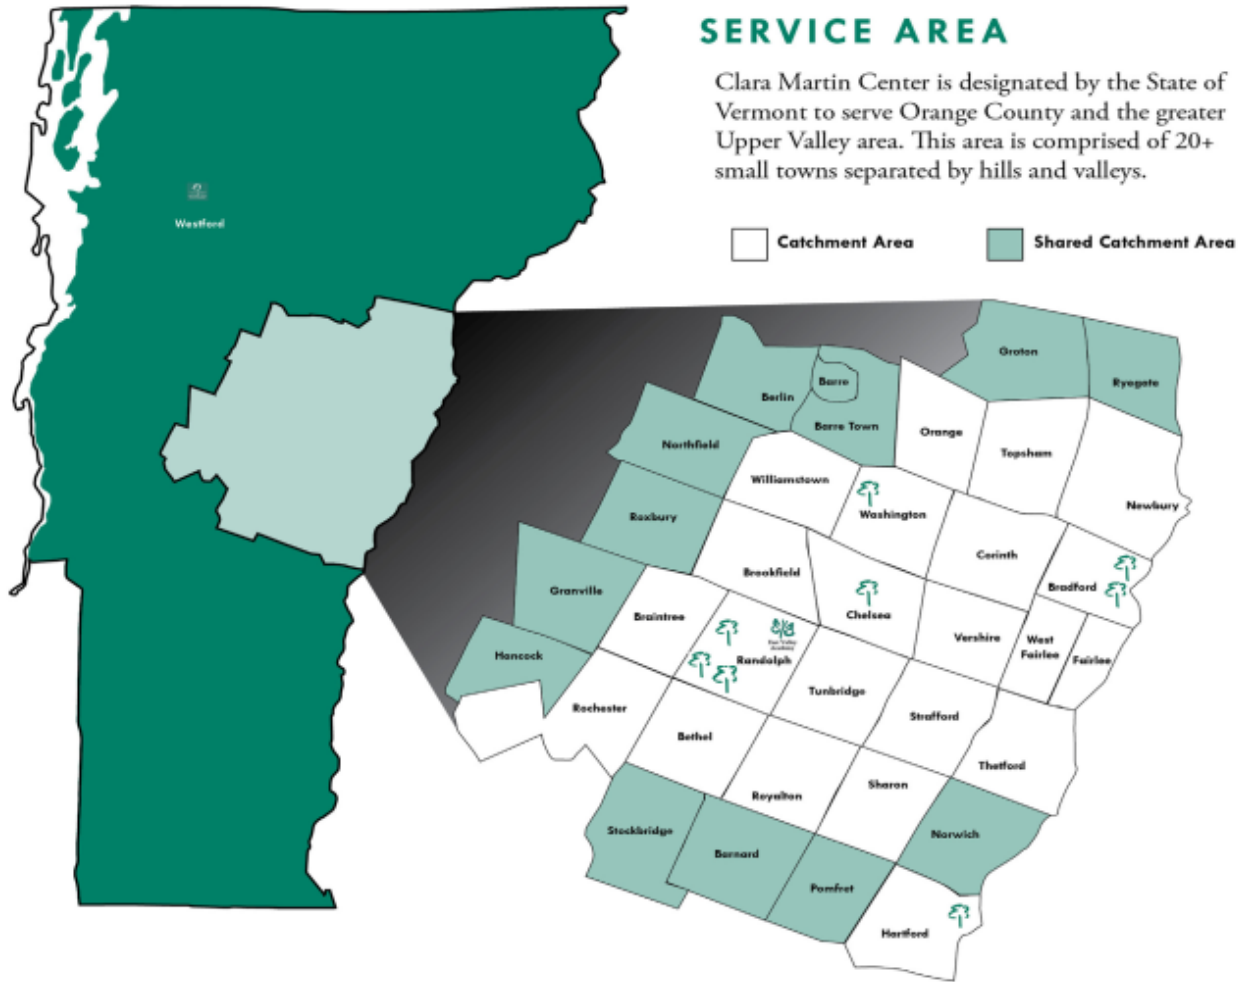 SERVICE AREA
Clara Martin Center is designated by the State of
Vermont to serve Orange County and the greater
Upper Valley area. This area is comprised of 20+
small towns separated by hills and valleys.
Westford
Catchment Area
Shared Catchment Area
Groton
Ryegate
Berlin
Barre
Barre Town
Orange
Topsham
Northfield
Williamstown
Washington
Newbury
Roxbury
Corinth
Brookfield
Bradford
Granville
Braintree
Chelsea
Vershire
West
Fairlee
Fairlee
Hancock
Randolph
Tunbridge
Rochester
Strafford
Bethel
Thetford
Sharon
Royalton
Stockbridge
Norwich
Barnard
Pomfret
Hartford